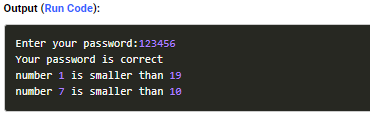 Output (Run Code):
Enter your password:123456
Your password is correct
number 1 is smaller than 19
number 7 is smaller than 10